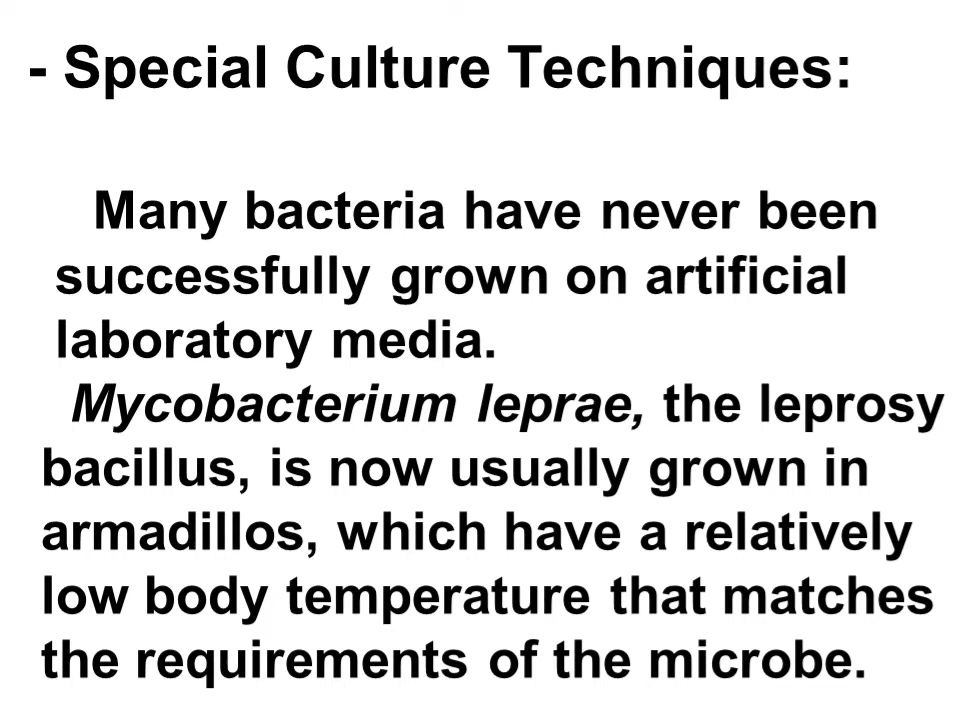 - Special Culture Techniques:
Many bacteria have never been
successfully grown on artificial
laboratory media.
Mycobacterium leprae, the leprosy
bacillus, is now usually grown in
armadillos, which have a relatively
low body temperature that matches
the requirements of the microbe.